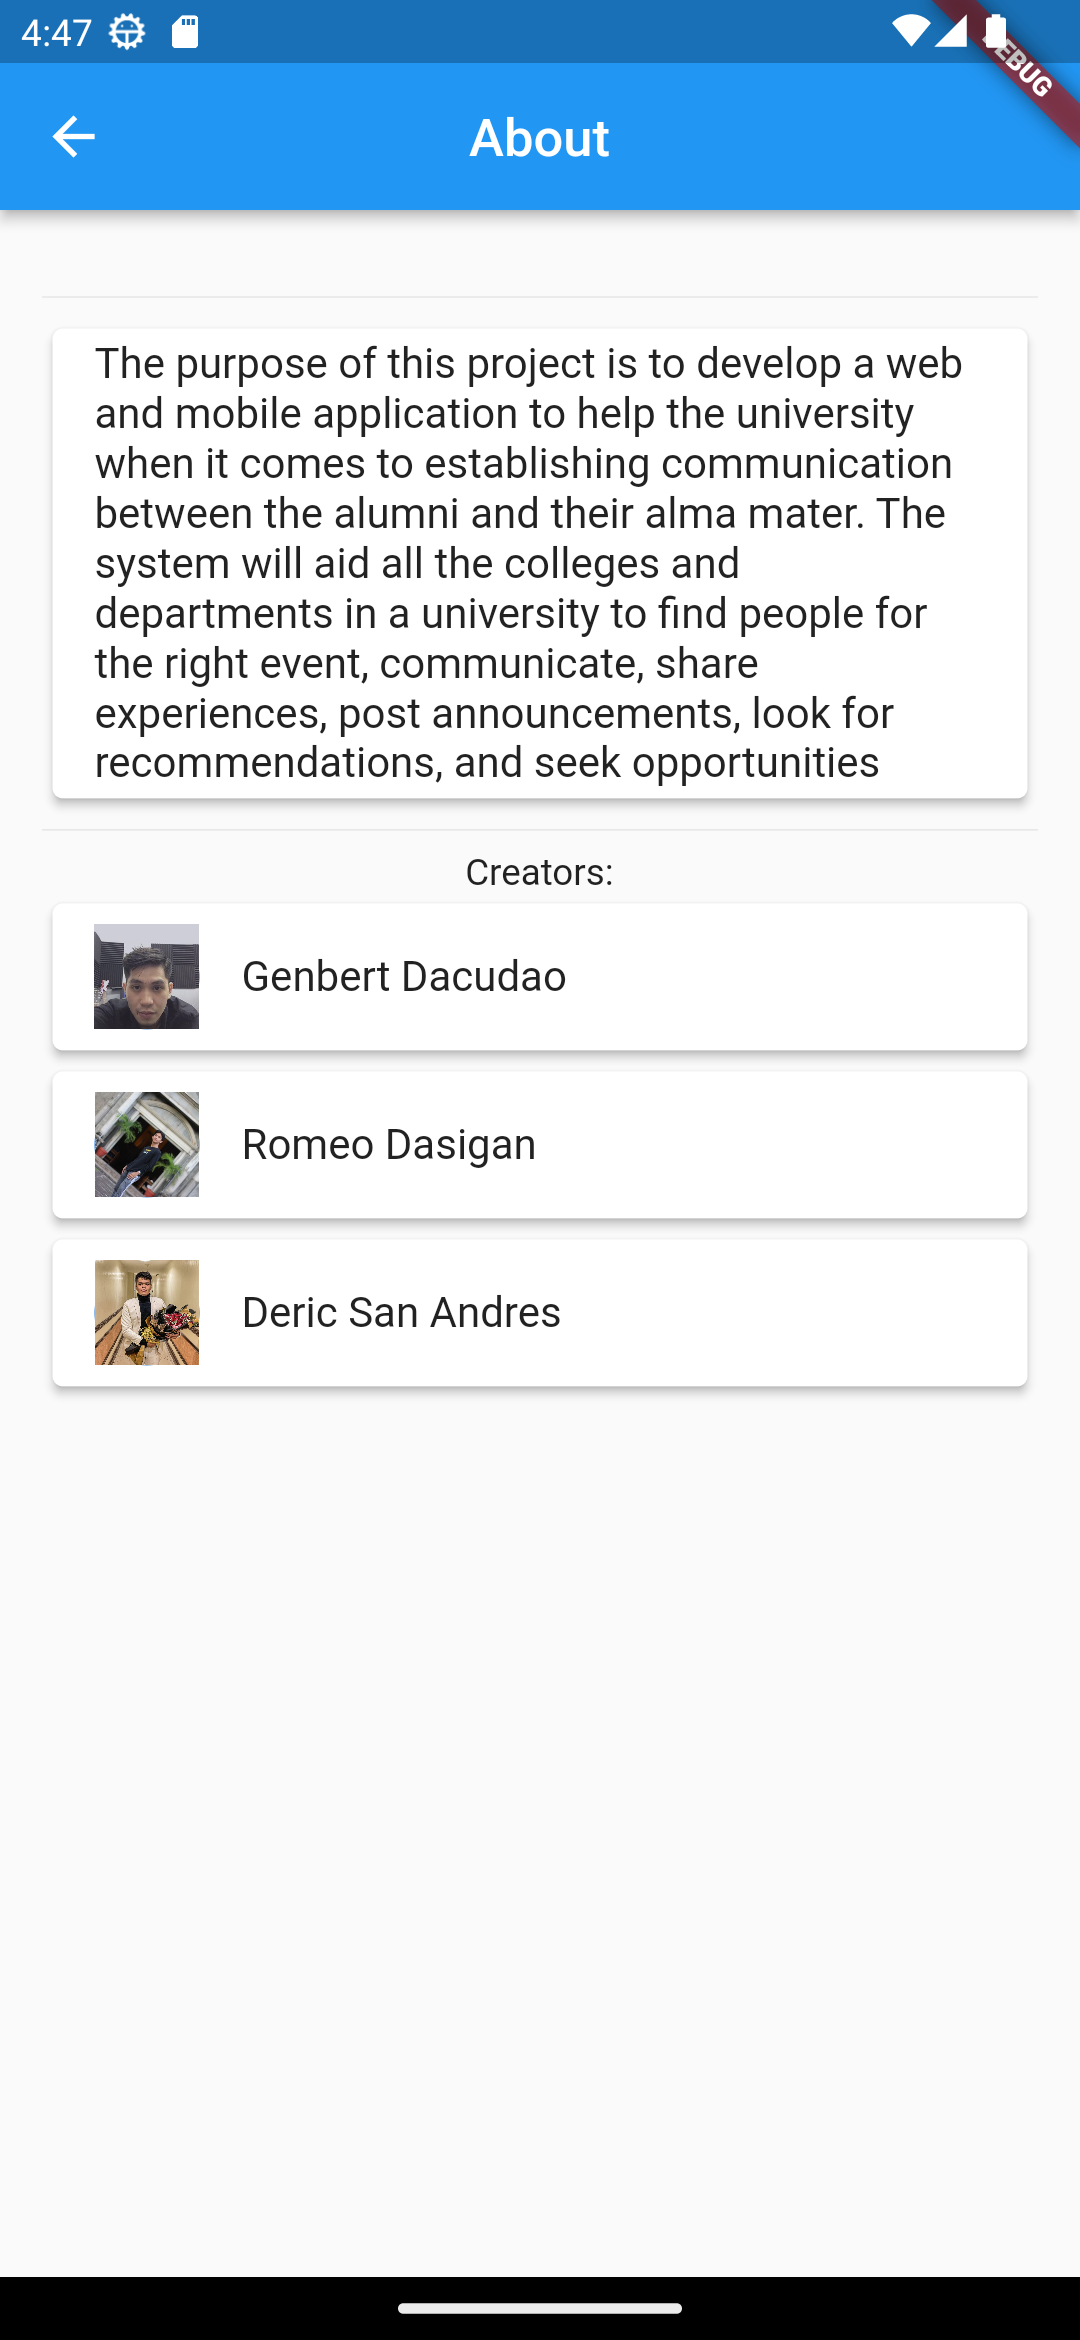 4:47
DEBUG
About
The purpose of this project is to develop a web
and mobile application to help the university
when it comes to establishing communication
between the alumni and their alma mater. The
system will aid all the colleges and
departments in a university to find people for
the right event, communicate, share
experiences, post announcements, look for
recommendations, and seek opportunities
Creators:
Genbert Dacudao
Romeo Dasigan
Deric San Andres